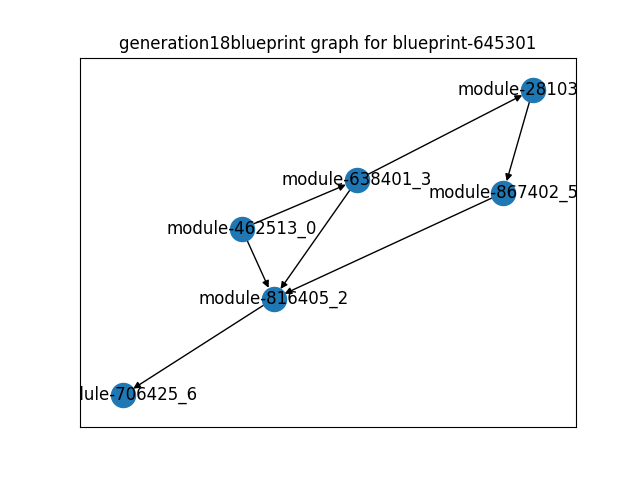 generation18blueprint graph for blueprint-645301
module-28103
module-638401_3
module-867402_5
module-462513_0
module-816405_2
lule-706425_6